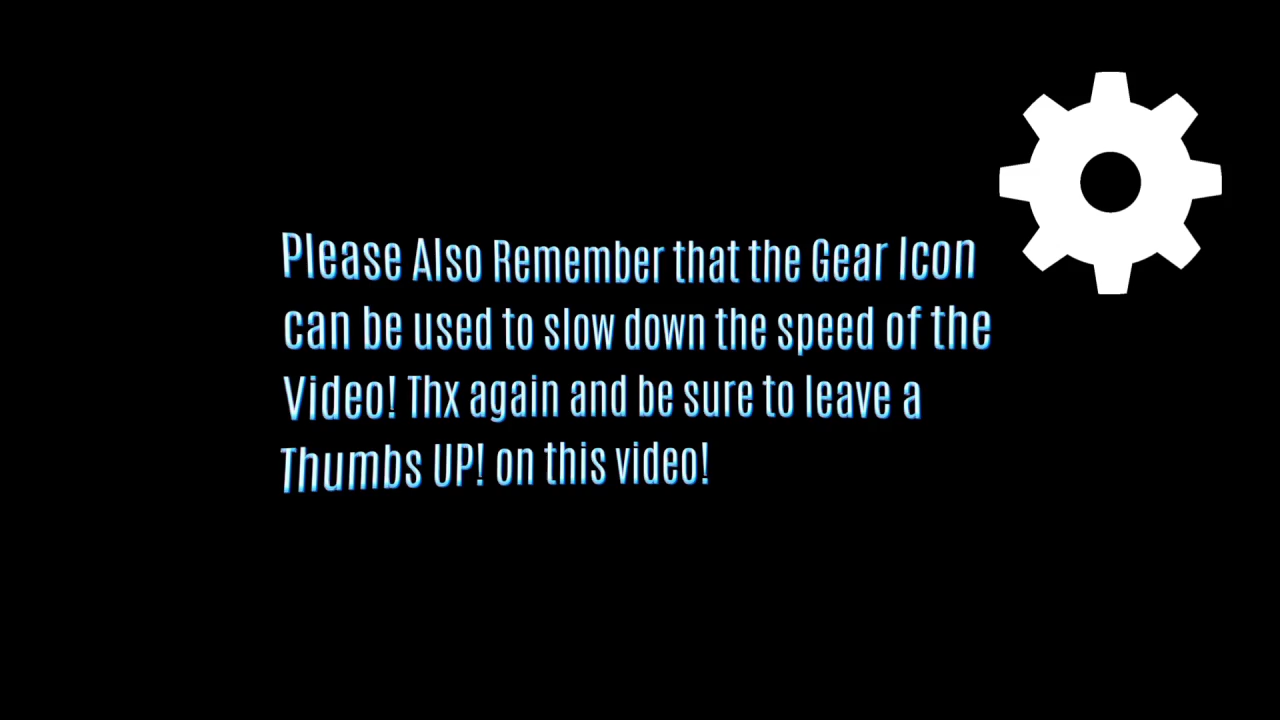 Please Also Remember that the Gear Icon
can be used to slow down the speed of the
Video! Thx again and be sure to leave a
Thumbs UP! on this video!